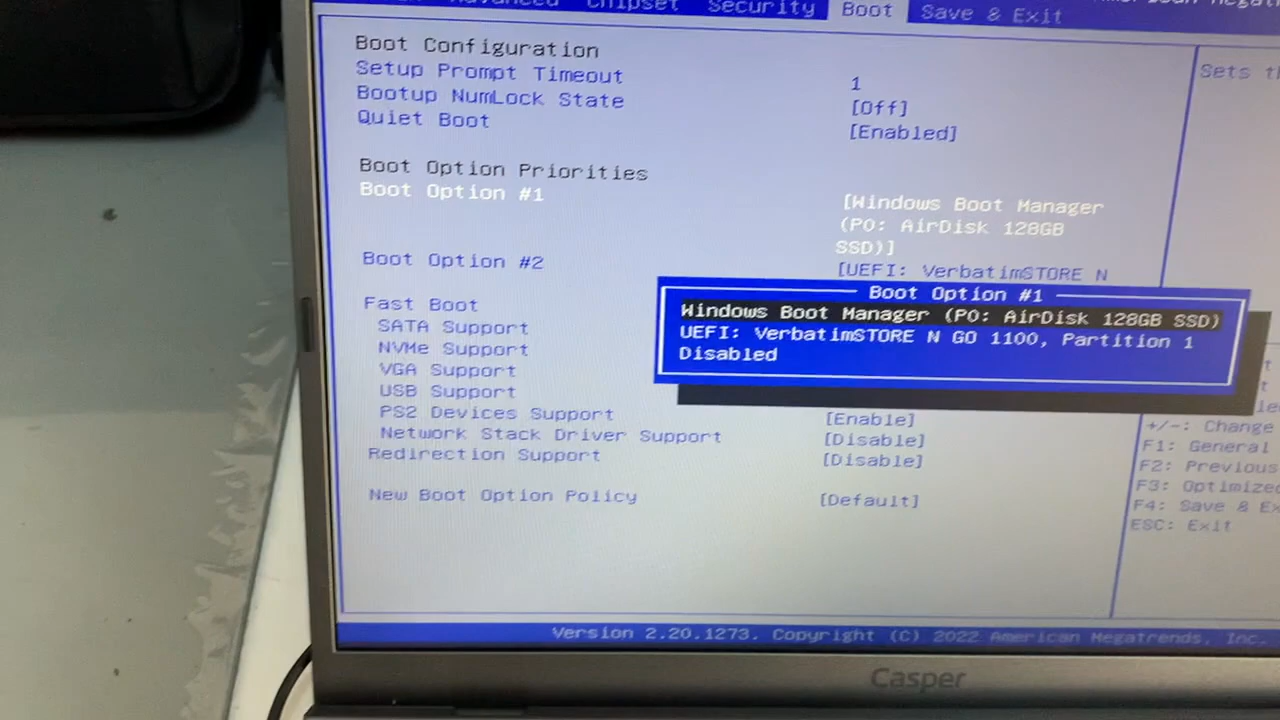 Advanced Chipset Security Boot Save & Exit
Boot Configuration
Setup Prompt Timeout 1
Bootup NumLock State [Off]
Quiet Boot [Enabled]
Boot Option Priorities
Boot Option #1 [Windows Boot Manager
(P0: AirDisk 128GB
SSD)]
Boot Option #2 [UEFI: VerbatimSTORE N
Fast Boot
SATA Support
NVMe Support
VGA Support
USB Support
PS2 Devices Support [Enable]
Network Stack Driver Support [Disable]
Redirection Support [Disable]
New Boot Option Policy [Default]
Boot Option #1
Windows Boot Manager (P0: AirDisk 128GB SSD)
UEFI: VerbatimSTORE N GO 1100, Partition 1
Disabled
Sets
+/-: Change
F1: General
F2: Previous
F3: Optimized
F4: Save & Ex
ESC: Exit
Version 2.20.1273. Copyright (C) 2022 American Megatrends, Inc.
Casper